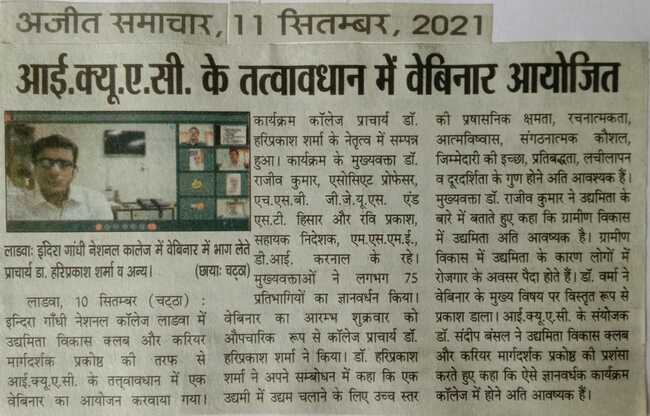 अजीत समाचार, 11 सितम्बर, 2021
आई.क्यू.ए.सी. के तत्वावधान में वेबिनार आयोजित
लाडवाः इंदिरा गांधी नेशनल कालेज में वेबिनार में भाग लेते
प्राचार्य डा. हरिप्रकाश शर्मा व अन्य। (छायाः चट्ठा)
लाडवा, 10 सितम्बर (चट्ठा) :
इन्दिरा गाँधी नेशनल कॉलेज लाडवा में
उद्यमिता विकास क्लब और करियर
मार्गदर्शक प्रकोष्ठ की तरफ से
आई.क्यू.ए.सी. के तत्त्वावधान में एक
वेबिनार का आयोजन करवाया गया।
कार्यक्रम कॉलेज प्राचार्य डॉ.
हरिप्रकाश शर्मा के नेतृत्व में सम्पन्न
हुआ। कार्यक्रम के मुख्यवक्ता डॉ.
राजीव कुमार, एसोसिएट प्रोफेसर,
एच.एस.बी. जी.जे.यू.एस. एंड
एस.टी. हिसार और रवि प्रकाश,
सहायक निदेशक, एम.एस.एम.ई.,
डी.आई. करनाल के रहे।
मुख्यवक्ताओं ने लगभग 75
प्रतिभागियों का ज्ञानवर्धन किया।
वेबिनार का आरम्भ शुक्रवार को
औपचारिक रूप से कॉलेज प्राचार्य डॉ.
हरिप्रकाश शर्मा ने किया। डॉ. हरिप्रकाश
शर्मा ने अपने सम्बोधन में कहा कि एक
उद्यमी में उद्यम चलाने के लिए उच्च स्तर
की प्रषासनिक क्षमता, रचनात्मकता,
आत्मविष्वास, संगठनात्मक कौशल,
जिम्मेदारी की इच्छा, प्रतिबद्धता, लचीलापन
व दूरदर्शिता के गुण होने अति आवष्यक हैं।
मुख्यवक्ता डॉ. राजीव कुमार ने उद्यमिता के
बारे में बताते हुए कहा कि ग्रामीण विकास
में उद्यमिता अति आवष्यक है। ग्रामीण
विकास में उद्यमिता के कारण लोगों में
रोजगार के अवसर पैदा होते हैं। डॉ. वर्मा ने
वेबिनार के मुख्य विषय पर विस्तृत रूप से
प्रकाश डाला। आई.क्यू.ए.सी. के संयोजक
डॉ. संदीप बंसल ने उद्यमिता विकास क्लब
और करियर मार्गदर्शक प्रकोष्ठ की प्रशंसा
करते हुए कहा कि ऐसे ज्ञानवर्धक कार्यक्रम
कॉलेज में होने अति आवष्यक हैं।